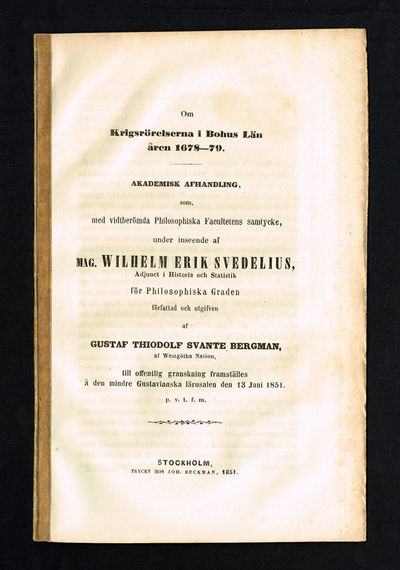 Om
Krigsrörelserna i Bohus Län
åren 1678—79.
AKADEMISK AFHANDLING,
som,
med vidtberömda Philosophiska Facultetens samtycke,
under inseende af
MAG. WILHELM ERIK SVEDELIUS,
Adjunct i Historia och Statistik
för Philosophiska Graden
författad och utgifven
af
GUSTAF THIODOLF SVANTE BERGMAN,
af Westgötha Nation,
till offentlig granskning framställes
å den mindre Gustavianska lärosalen den 13 Juni 1851.
p. v. t. f. m.
STOCKHOLM,
TRYCKT HOS JOH. BECKMAN, 1851.